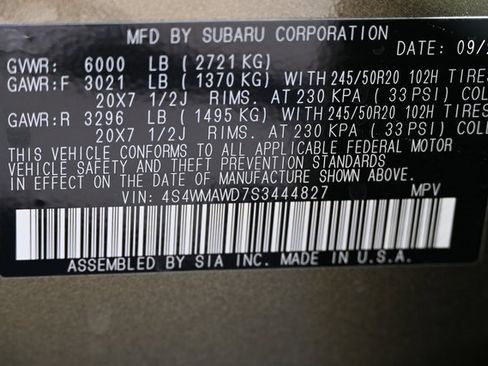 MFD BY SUBARU CORPORATION
DATE: 09/
GVWR: 6000 LB ( 2721 KG)
GAWR:F 3021 LB ( 1370 KG) WITH 245/50R20 102H TIRES
20X7 1/2J RIMS. AT 230 KPA ( 33 PSI) COL
GAWR:R 3296 LB ( 1495 KG) WITH 245/50R20 102H TIRES
20X7 1/2J RIMS. AT 230 KPA ( 33 PSI) COL
THIS VEHICLE CONFORMS TO ALL APPLICABLE FEDERAL MOTOR
VEHICLE SAFETY AND THEFT PREVENTION STANDARDS
IN EFFECT ON THE DATE OF MANUFACTURE SHOWN ABOVE.
VIN: 4S4WMAWD7S3444827 MPV
ASSEMBLED BY SIA INC. MADE IN U.S.A.